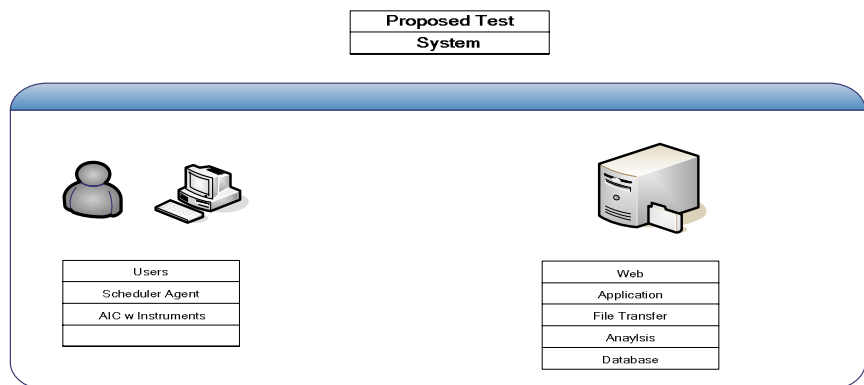 Proposed Test
System
Users
Scheduler Agent
AIC w Instruments
Web
Application
File Transfer
Anaylsis
Database